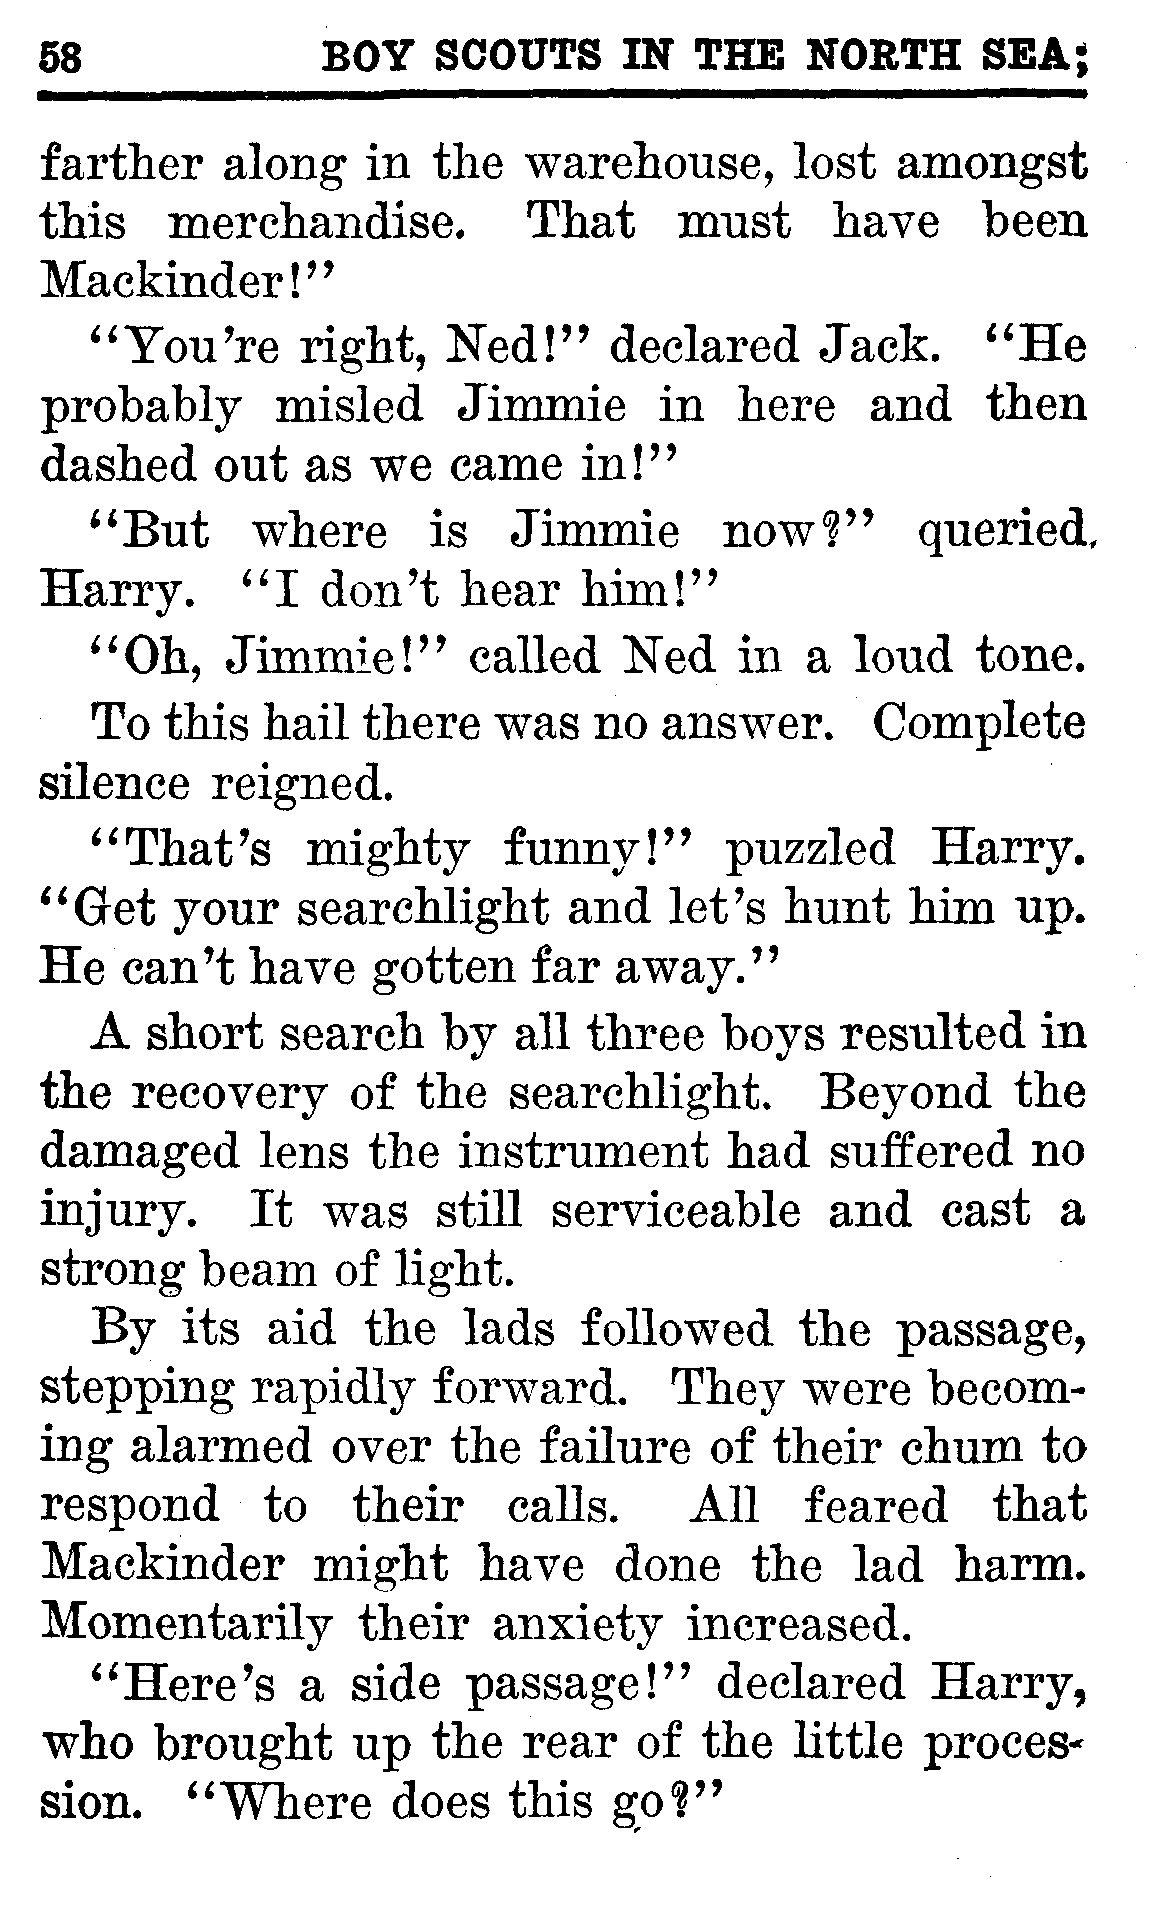 58 BOY SCOUTS IN THE NORTH SEA;
farther along in the warehouse, lost amongst
this merchandise. That must have been
Mackinder!"
"You're right, Ned!" declared Jack. "He
probably misled Jimmie in here and then
dashed out as we came in!"
"But where is Jimmie now?" queried,
Harry. "I don't hear him!"
"Oh, Jimmie!" called Ned in a loud tone.
To this hail there was no answer. Complete
silence reigned.
"That's mighty funny!" puzzled Harry.
"Get your searchlight and let's hunt him up.
He can't have gotten far away."
A short search by all three boys resulted in
the recovery of the searchlight. Beyond the
damaged lens the instrument had suffered no
injury. It was still serviceable and cast a
strong beam of light.
By its aid the lads followed the passage,
stepping rapidly forward. They were becom-
ing alarmed over the failure of their chum to
respond to their calls. All feared that
Mackinder might have done the lad harm.
Momentarily their anxiety increased.
"Here's a side passage!" declared Harry,
who brought up the rear of the little proces-
sion. "Where does this go?"